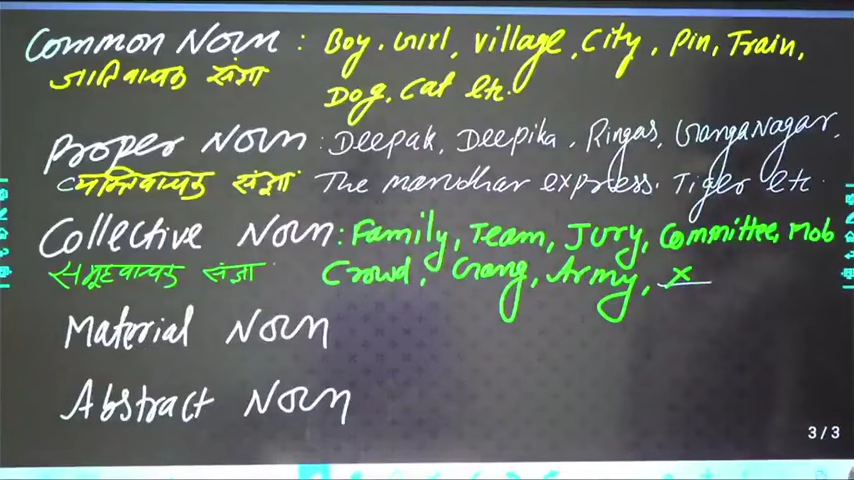 Common Noun : Boy, Girl, Village, City, Pin, Train,
जातिवाचक संज्ञा Dog, Cat etc.
Proper Noun : Deepak, Deepika, Ringas, GangaNagar,
व्यक्तिवाचक संज्ञा The marudhar express. Tiger etc.
Collective Noun : Family, Team, Jury, Committee, Mob
समूहवाचक संज्ञा Crowd, Gang, Army, x
Material Noun
Abstract Noun
3/3